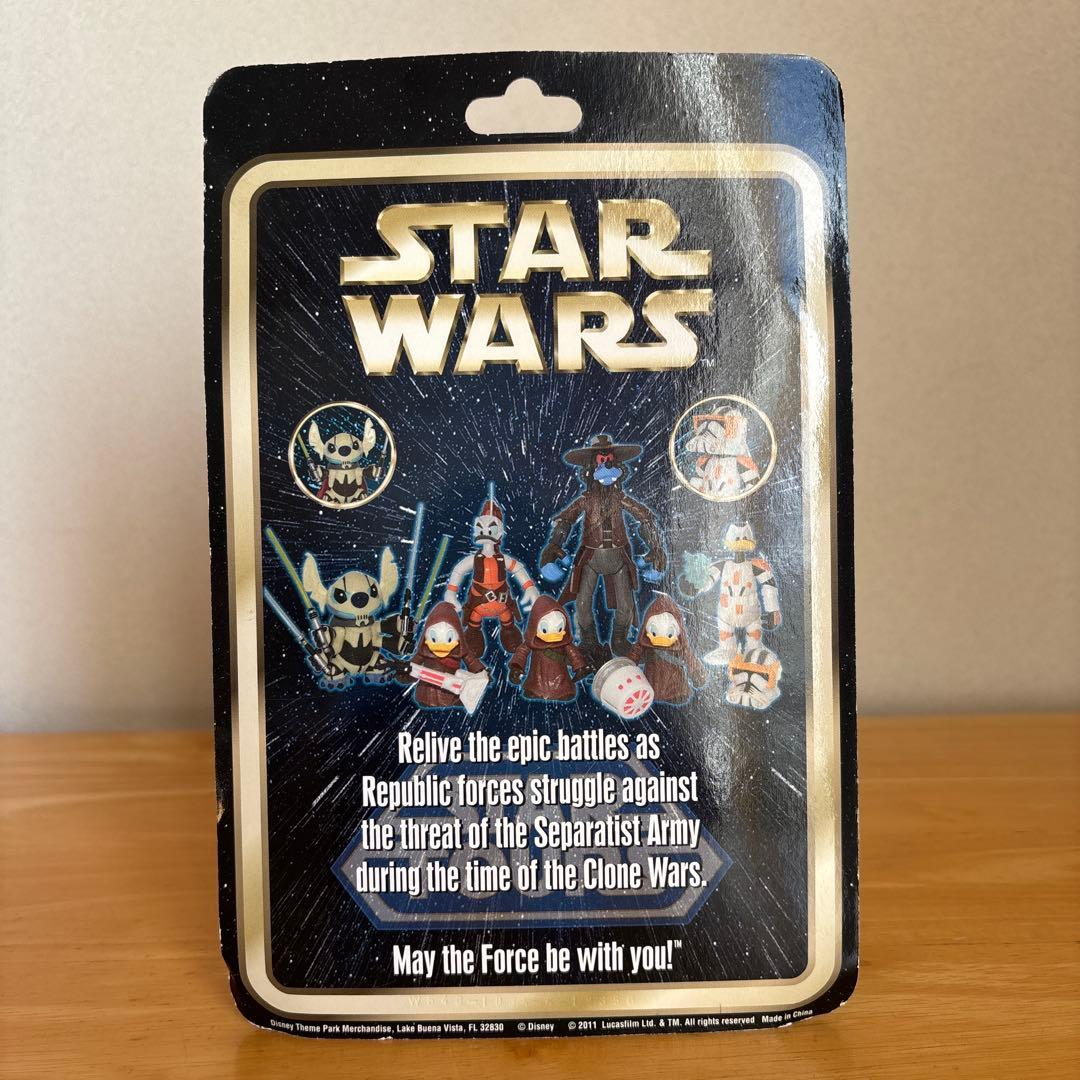 STAR
WARS™
Relive the epic battles as
Republic forces struggle against
the threat of the Separatist Army
during the time of the Clone Wars.
May the Force be with you!™
Disney Theme Park Merchandise, Lake Buena Vista, FL 32830 © Disney © 2011 Lucasfilm Ltd. & TM. All rights reserved Made in China